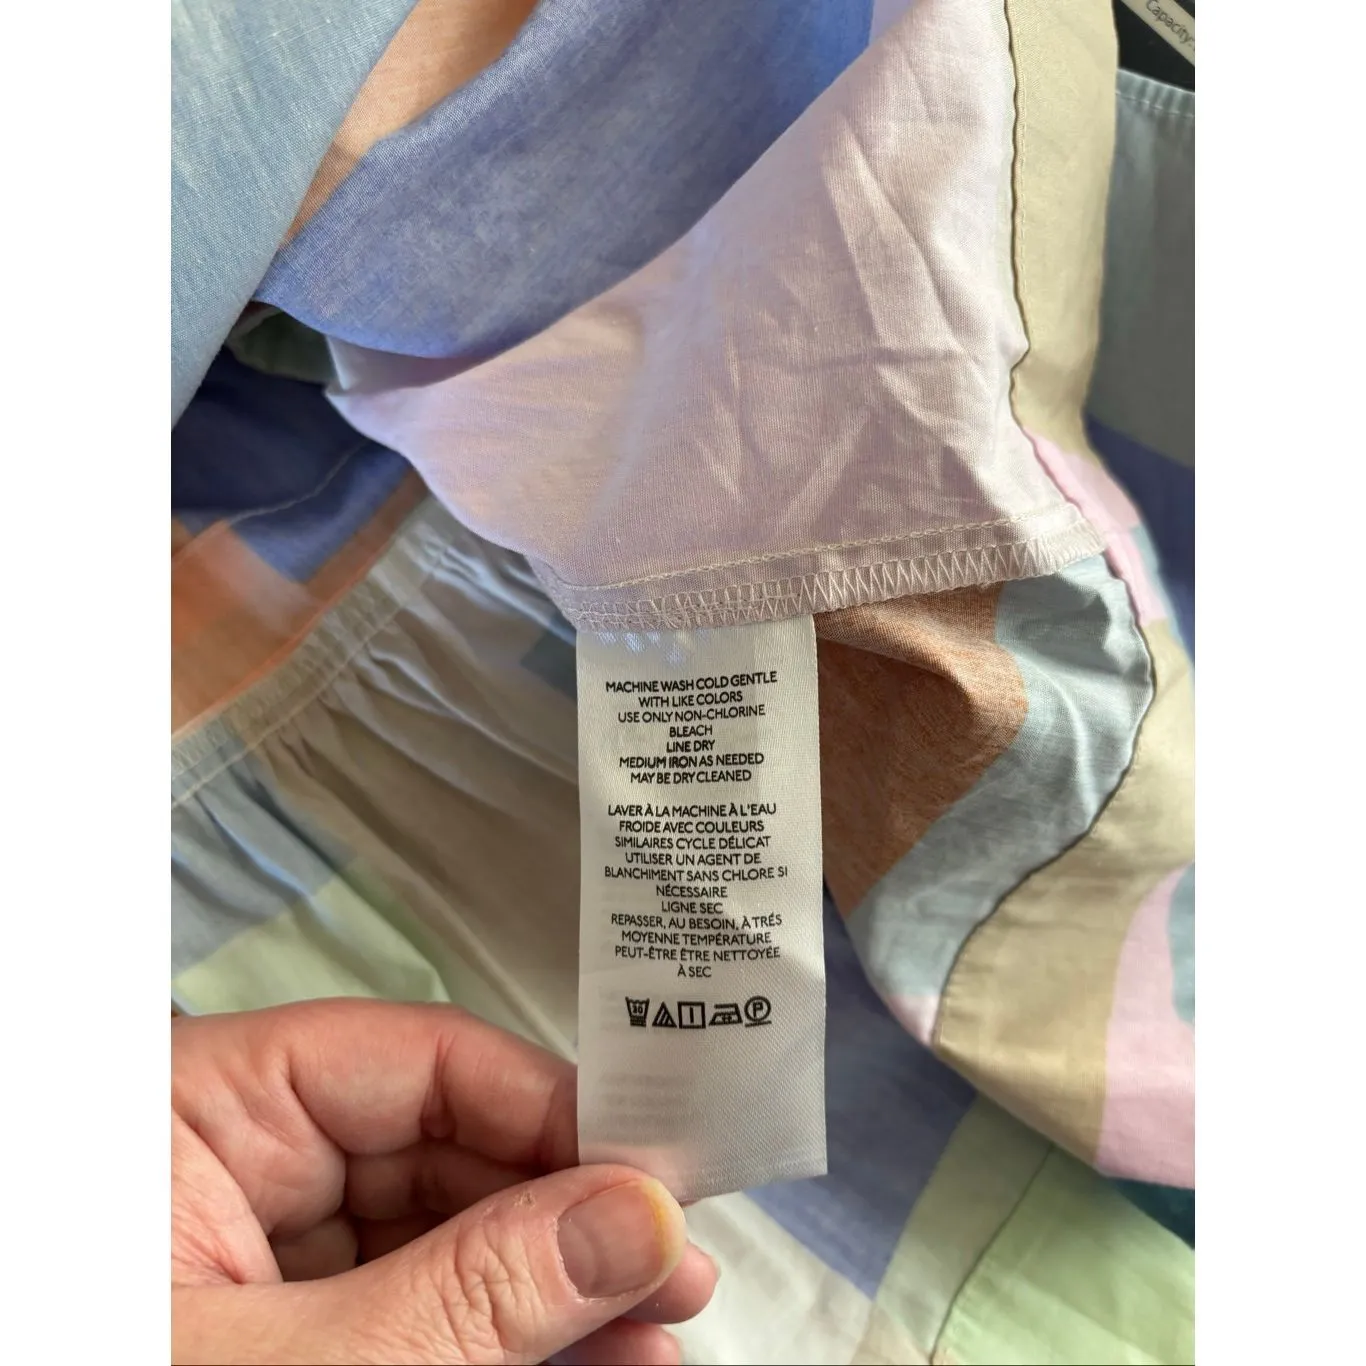 Capacity
MACHINE WASH COLD GENTLE
WITH LIKE COLORS
USE ONLY NON-CHLORINE
BLEACH
LINE DRY
MEDIUM IRON AS NEEDED
MAY BE DRY CLEANED
LAVER À LA MACHINE À L'EAU
FROIDE AVEC COULEURS
SIMILAIRES CYCLE DÉLICAT
UTILISER UN AGENT DE
BLANCHIMENT SANS CHLORE SI
NÉCESSAIRE
LIGNE SEC
REPASSER, AU BESOIN, À TRÉS
MOYENNE TEMPÉRATURE
PEUT-ÊTRE ÊTRE NETTOYÉE
À SEC
30 P